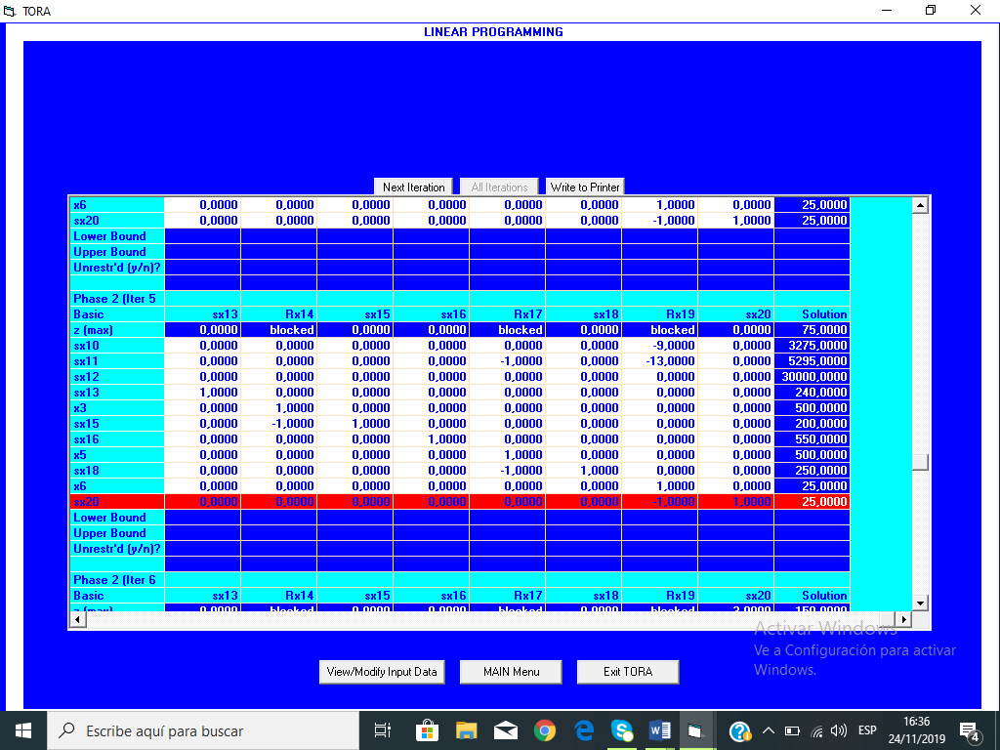 TORA
LINEAR PROGRAMMING
Next Iteration All Iterations Write to Printer
x6 0,0000 0,0000 0,0000 0,0000 0,0000 0,0000 1,0000 0,0000 25,0000
sx20 0,0000 0,0000 0,0000 0,0000 0,0000 0,0000 -1,0000 1,0000 25,0000
Lower Bound
Upper Bound
Unrestr'd (y/n)?
Phase 2 (Iter 5
Basic sx13 Rx14 sx15 sx16 Rx17 sx18 Rx19 sx20 Solution
z (max) 0,0000 blocked 0,0000 0,0000 blocked 0,0000 blocked 0,0000 75,0000
sx10 0,0000 0,0000 0,0000 0,0000 0,0000 0,0000 -9,0000 0,0000 3275,0000
sx11 0,0000 0,0000 0,0000 0,0000 -1,0000 0,0000 -13,0000 0,0000 5295,0000
sx12 0,0000 0,0000 0,0000 0,0000 0,0000 0,0000 0,0000 0,0000 30000,0000
sx13 1,0000 0,0000 0,0000 0,0000 0,0000 0,0000 0,0000 0,0000 240,0000
x3 0,0000 1,0000 0,0000 0,0000 0,0000 0,0000 0,0000 0,0000 500,0000
sx15 0,0000 -1,0000 1,0000 0,0000 0,0000 0,0000 0,0000 0,0000 200,0000
sx16 0,0000 0,0000 0,0000 1,0000 0,0000 0,0000 0,0000 0,0000 550,0000
x5 0,0000 0,0000 0,0000 0,0000 1,0000 0,0000 0,0000 0,0000 500,0000
sx18 0,0000 0,0000 0,0000 0,0000 -1,0000 1,0000 0,0000 0,0000 250,0000
x6 0,0000 0,0000 0,0000 0,0000 0,0000 0,0000 1,0000 0,0000 25,0000
sx20 0,0000 0,0000 0,0000 0,0000 0,0000 0,0000 -1,0000 1,0000 25,0000
Lower Bound
Upper Bound
Unrestr'd (y/n)?
Phase 2 (Iter 6
Basic sx13 Rx14 sx15 sx16 Rx17 sx18 Rx19 sx20 Solution
z (max) 0,0000 blocked 0,0000 0,0000 blocked 0,0000 blocked 3,0000 150,0000
Activar Windows
Ve a Configuración para activar
Windows.
View/Modify Input Data MAIN Menu Exit TORA
Escribe aquí para buscar
ESP
16:36
24/11/2019
4